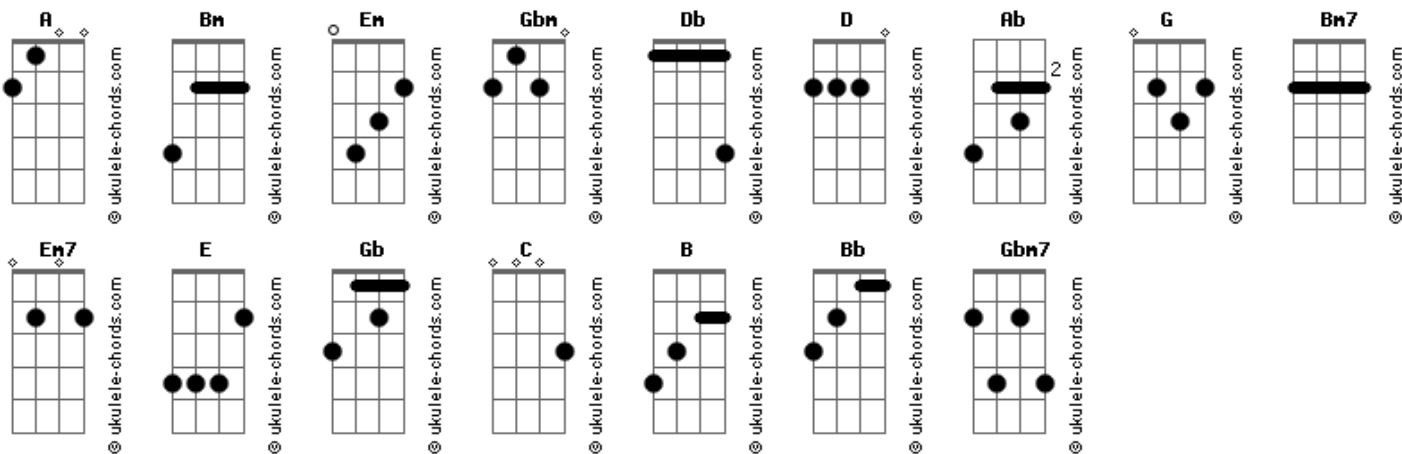 A Bm Em Gbm Db D Ab G Bm7
© ukulele-chords.com © ukulele-chords.com © ukulele-chords.com © ukulele-chords.com © ukulele-chords.com © ukulele-chords.com 2 © ukulele-chords.com © ukulele-chords.com © ukulele-chords.com
Em7 E Gb C B Bb Gbm7
© ukulele-chords.com © ukulele-chords.com © ukulele-chords.com © ukulele-chords.com © ukulele-chords.com © ukulele-chords.com © ukulele-chords.com